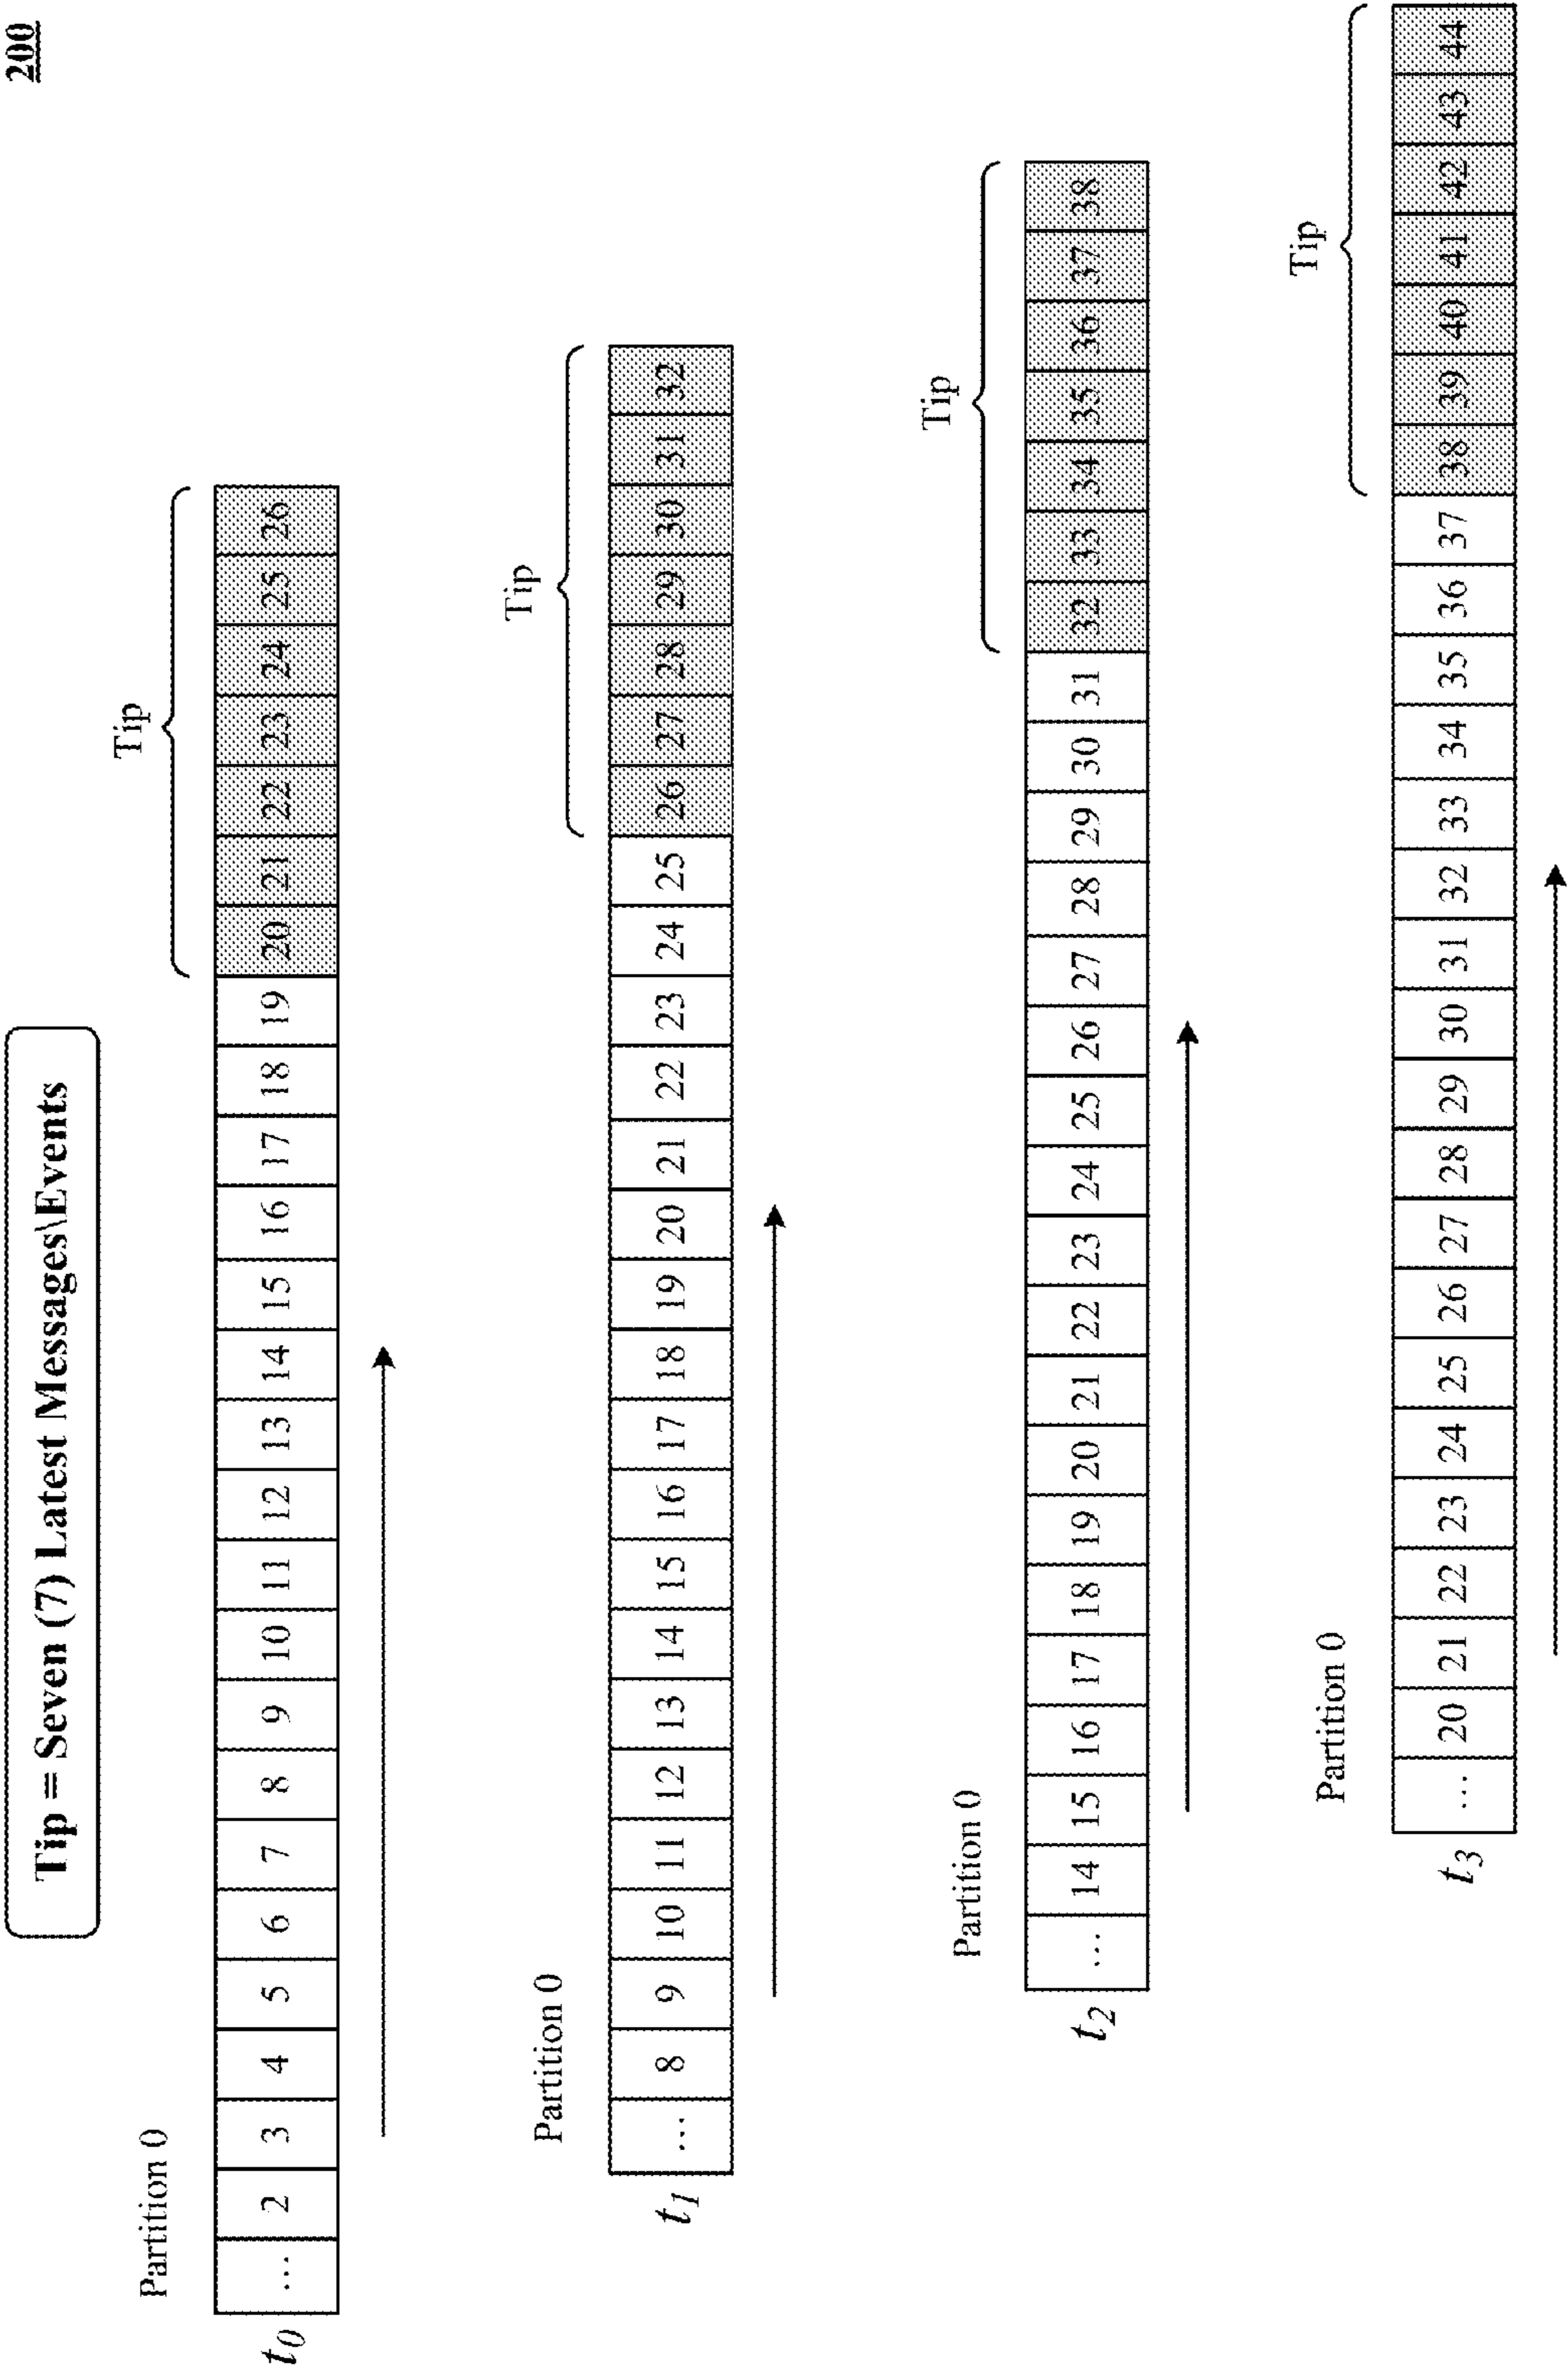 200
Tip = Seven (7) Latest Messages\Events
Partition 0
Tip
t0 ... 2 3 4 5 6 7 8 9 10 11 12 13 14 15 16 17 18 19 20 21 22 23 24 25 26
Partition 0
Tip
t1 ... 8 9 10 11 12 13 14 15 16 17 18 19 20 21 22 23 24 25 26 27 28 29 30 31 32
Partition 0
Tip
t2 ... 14 15 16 17 18 19 20 21 22 23 24 25 26 27 28 29 30 31 32 33 34 35 36 37 38
Partition 0
Tip
t3 ... 20 21 22 23 24 25 26 27 28 29 30 31 32 33 34 35 36 37 38 39 40 41 42 43 44